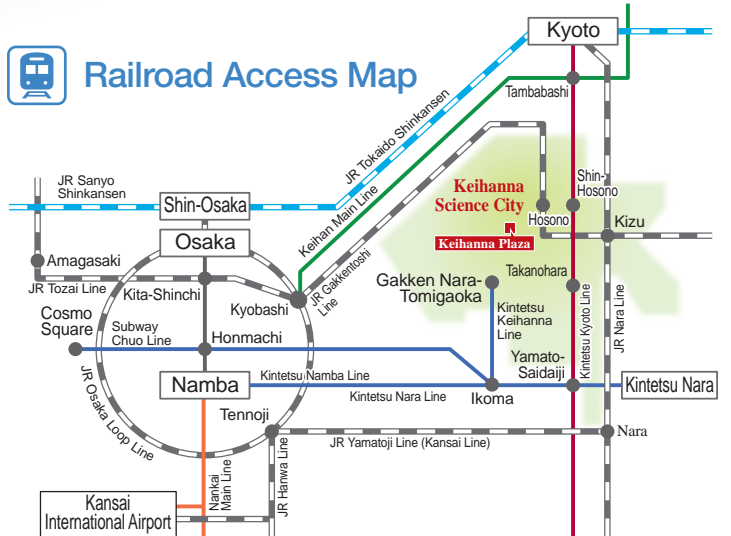 Kyoto
Railroad Access Map
Tambabashi
JR Tokaido Shinkansen
JR Sanyo
Shinkansen
Shin-Osaka
Keihan Main Line
Keihanna
Science City
Shin-
Hosono
Hosono
Kizu
Osaka
Keihanna Plaza
Amagasaki
JR Tozai Line
Kita-Shinchi
Kyobashi
JR Gakkentoshi
Line
Gakken Nara-
Tomigaoka
Takanohara
Cosmo
Square
Subway
Chuo Line
Honmachi
Kintetsu
Keihanna
Line
Kintetsu Kyoto Line
JR Nara Line
Yamato-
Saidaiji
Namba
Kintetsu Namba Line
Kintetsu Nara Line
Ikoma
Kintetsu Nara
JR Osaka Loop Line
Tennoji
JR Yamatoji Line (Kansai Line)
Nara
Nankai
Main Line
JR Hanwa Line
Kansai
International Airport